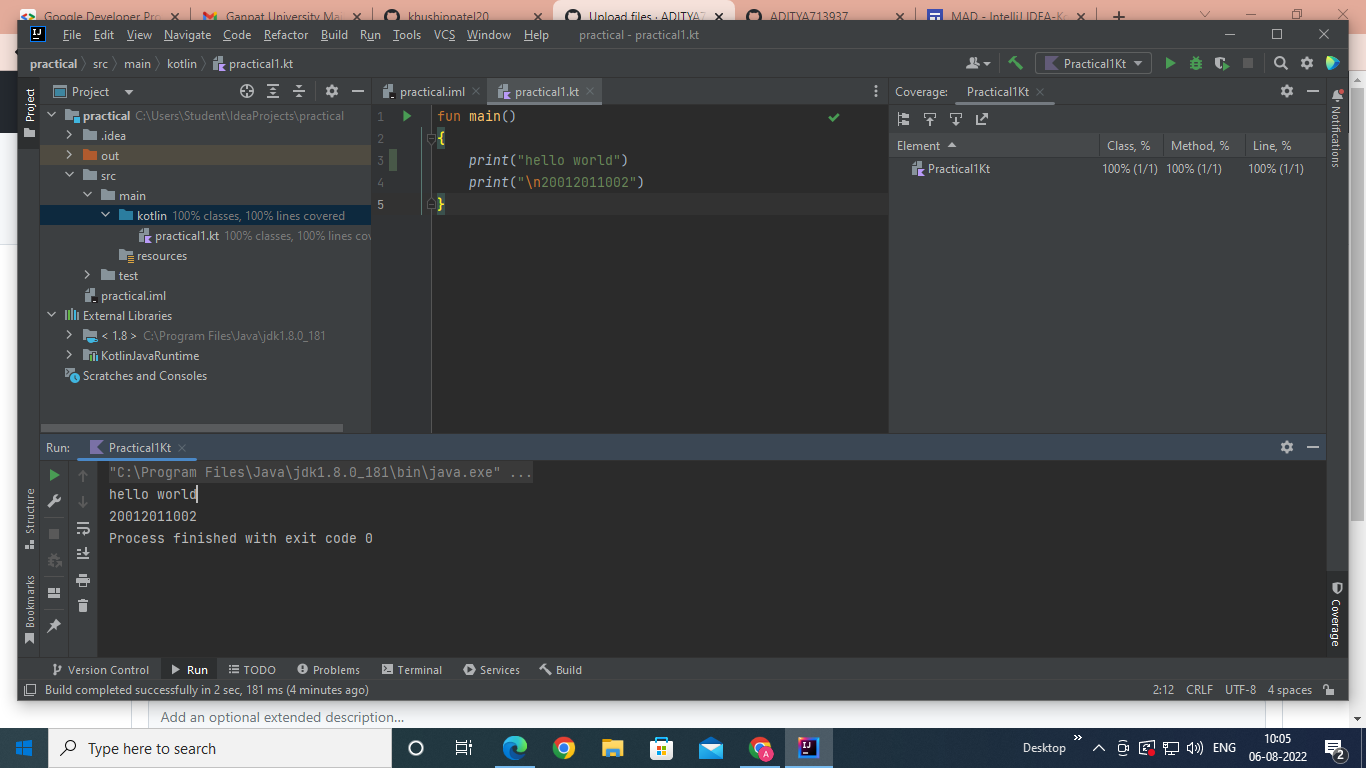 Google Developer Pro
Ganpat University Ma
khushippatel20
Upload files · ADITYA7
ADITYA713937
MAD - IntelliJ IDEA-Ko
File Edit View Navigate Code Refactor Build Run Tools VCS Window Help practical - practical1.kt
practical src main kotlin practical1.kt
Practical1Kt
Project
practical.iml
practical1.kt
Coverage: Practical1Kt
practical C:\Users\Student\IdeaProjects\practical
.idea
out
src
main
kotlin 100% classes, 100% lines covered
practical1.kt 100% classes, 100% lines cov
resources
test
practical.iml
External Libraries
< 1.8 > C:\Program Files\Java\jdk1.8.0_181
KotlinJavaRuntime
Scratches and Consoles
1 fun main()
2 {
3 print("hello world")
4 print("\n20012011002")
5 }
Element Class, % Method, % Line, %
Practical1Kt 100% (1/1) 100% (1/1) 100% (1/1)
Project
Notifications
Run: Practical1Kt
"C:\Program Files\Java\jdk1.8.0_181\bin\java.exe" ...
hello world
20012011002
Process finished with exit code 0
Structure
Bookmarks
Coverage
Version Control Run TODO Problems Terminal Services Build
Build completed successfully in 2 sec, 181 ms (4 minutes ago)
2:12 CRLF UTF-8 4 spaces
Add an optional extended description...
Type here to search
Desktop
ENG
10:05
06-08-2022
2